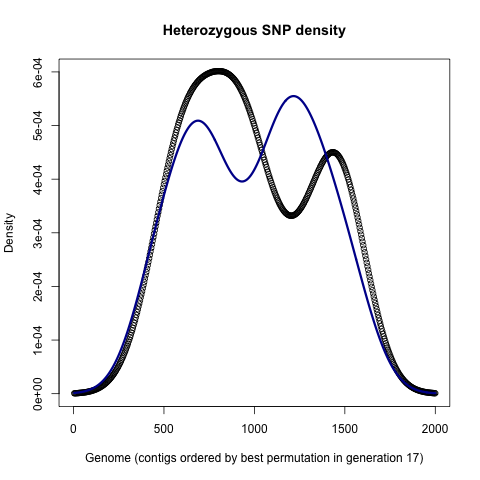 Heterozygous SNP density
6e-04
5e-04
4e-04
3e-04
2e-04
1e-04
0e+00
Density
0 500 1000 1500 2000
Genome (contigs ordered by best permutation in generation 17)